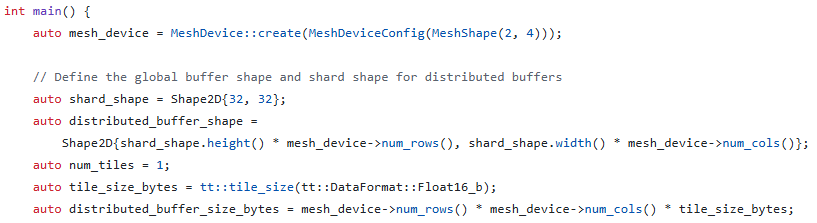 int main() {
    auto mesh_device = MeshDevice::create(MeshDeviceConfig(MeshShape(2, 4)));
    // Define the global buffer shape and shard shape for distributed buffers
    auto shard_shape = Shape2D{32, 32};
    auto distributed_buffer_shape =
        Shape2D{shard_shape.height() * mesh_device->num_rows(), shard_shape.width() * mesh_device->num_cols()};
    auto num_tiles = 1;
    auto tile_size_bytes = tt::tile_size(tt::DataFormat::Float16_b);
    auto distributed_buffer_size_bytes = mesh_device->num_rows() * mesh_device->num_cols() * tile_size_bytes;